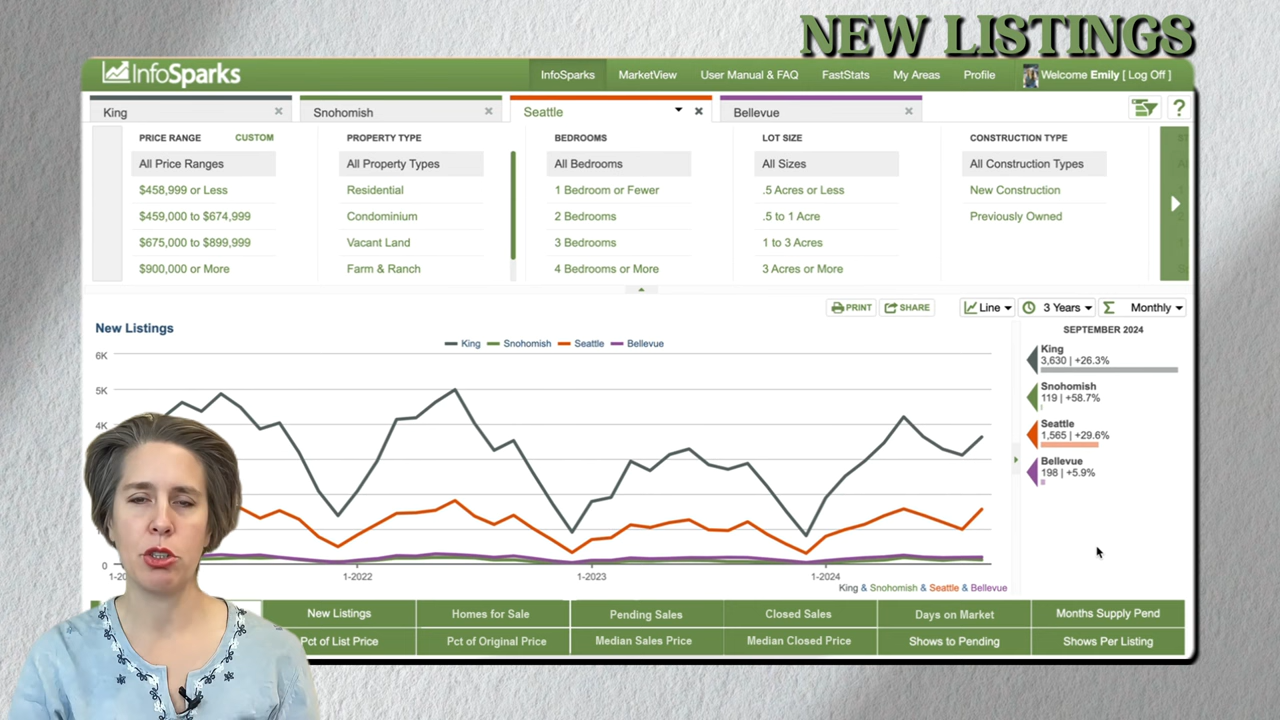 NEW LISTINGS
InfoSparks
InfoSparks MarketView User Manual & FAQ FastStats My Areas Profile Welcome Emily [ Log Off ]
King × Snohomish × Seattle × Bellevue × ?
PRICE RANGE CUSTOM PROPERTY TYPE BEDROOMS LOT SIZE CONSTRUCTION TYPE
All Price Ranges All Property Types All Bedrooms All Sizes All Construction Types
$458,999 or Less Residential 1 Bedroom or Fewer .5 Acres or Less New Construction
$459,000 to $674,999 Condominium 2 Bedrooms .5 to 1 Acre Previously Owned
$675,000 to $899,999 Vacant Land 3 Bedrooms 1 to 3 Acres
$900,000 or More Farm & Ranch 4 Bedrooms or More 3 Acres or More
PRINT SHARE Line 3 Years Σ Monthly
New Listings
King Snohomish Seattle Bellevue
6K
5K
4K
0
1-2022 1-2023 1-2024
King & Snohomish & Seattle & Bellevue
SEPTEMBER 2024
King
3,630 | +26.3%
Snohomish
119 | +58.7%
Seattle
1,565 | +29.6%
Bellevue
198 | +5.9%
New Listings Homes for Sale Pending Sales Closed Sales Days on Market Months Supply Pend
Pct of List Price Pct of Original Price Median Sales Price Median Closed Price Shows to Pending Shows Per Listing